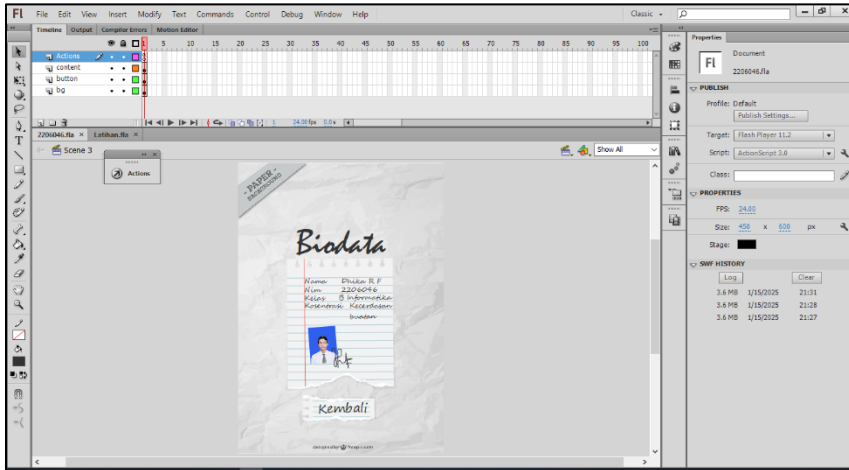 Fl File Edit View Insert Modify Text Commands Control Debug Window Help Classic
Timeline Output Compiler Errors Motion Editor
1 5 10 15 20 25 30 35 40 45 50 55 60 65 70 75 80 85 90 95 100
Actions
content
button
bg
1 24.00 fps 0.0 s
2206046.fla × Latihan.fla ×
Scene 3
Show All
Actions
- PAPER -
BACKGROUND
Biodata
Nama Dhika R F
Nim 2206046
Kelas B Informatika
Kosentrasi Kecerdasan
buatan
Kembali
Properties
Fl
Document
2206046.fla
PUBLISH
Profile: Default
Publish Settings...
Target: Flash Player 11.2
Script: ActionScript 3.0
Class:
PROPERTIES
FPS: 24.00
Size: 450 x 600 px
Stage:
SWF HISTORY
Log Clear
3.6 MB 1/15/2025 21:31
3.6 MB 1/15/2025 21:28
3.6 MB 1/15/2025 21:27